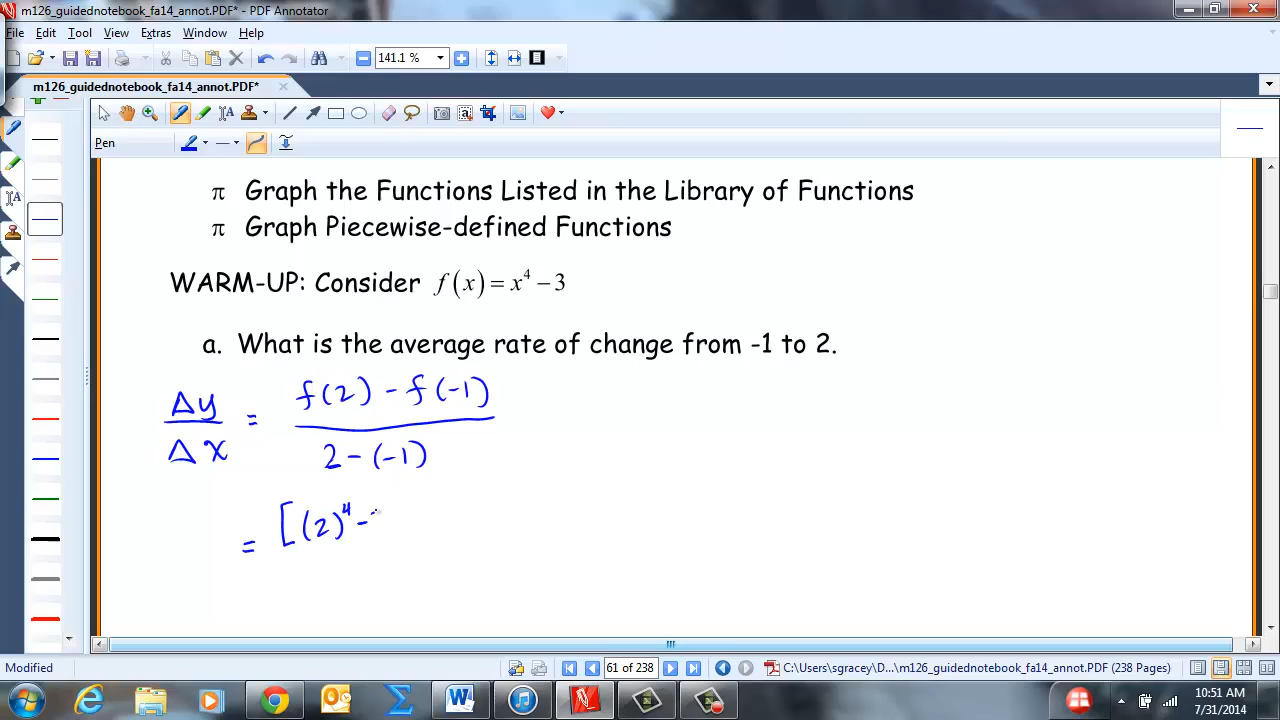 m126_guidednotebook_fa14_annot.PDF* - PDF Annotator
File Edit Tool View Extras Window Help
141.1 %
m126_guidednotebook_fa14_annot.PDF*
Pen
π Graph the Functions Listed in the Library of Functions
π Graph Piecewise-defined Functions
WARM-UP: Consider f(x) = x⁴ − 3
a. What is the average rate of change from -1 to 2.
Δy/Δx = (f(2) - f(-1))/(2 - (-1))
= [(2)⁴ -
Modified
61 of 238
C:\Users\sgracey\D...\m126_guidednotebook_fa14_annot.PDF (238 Pages)
10:51 AM
7/31/2014